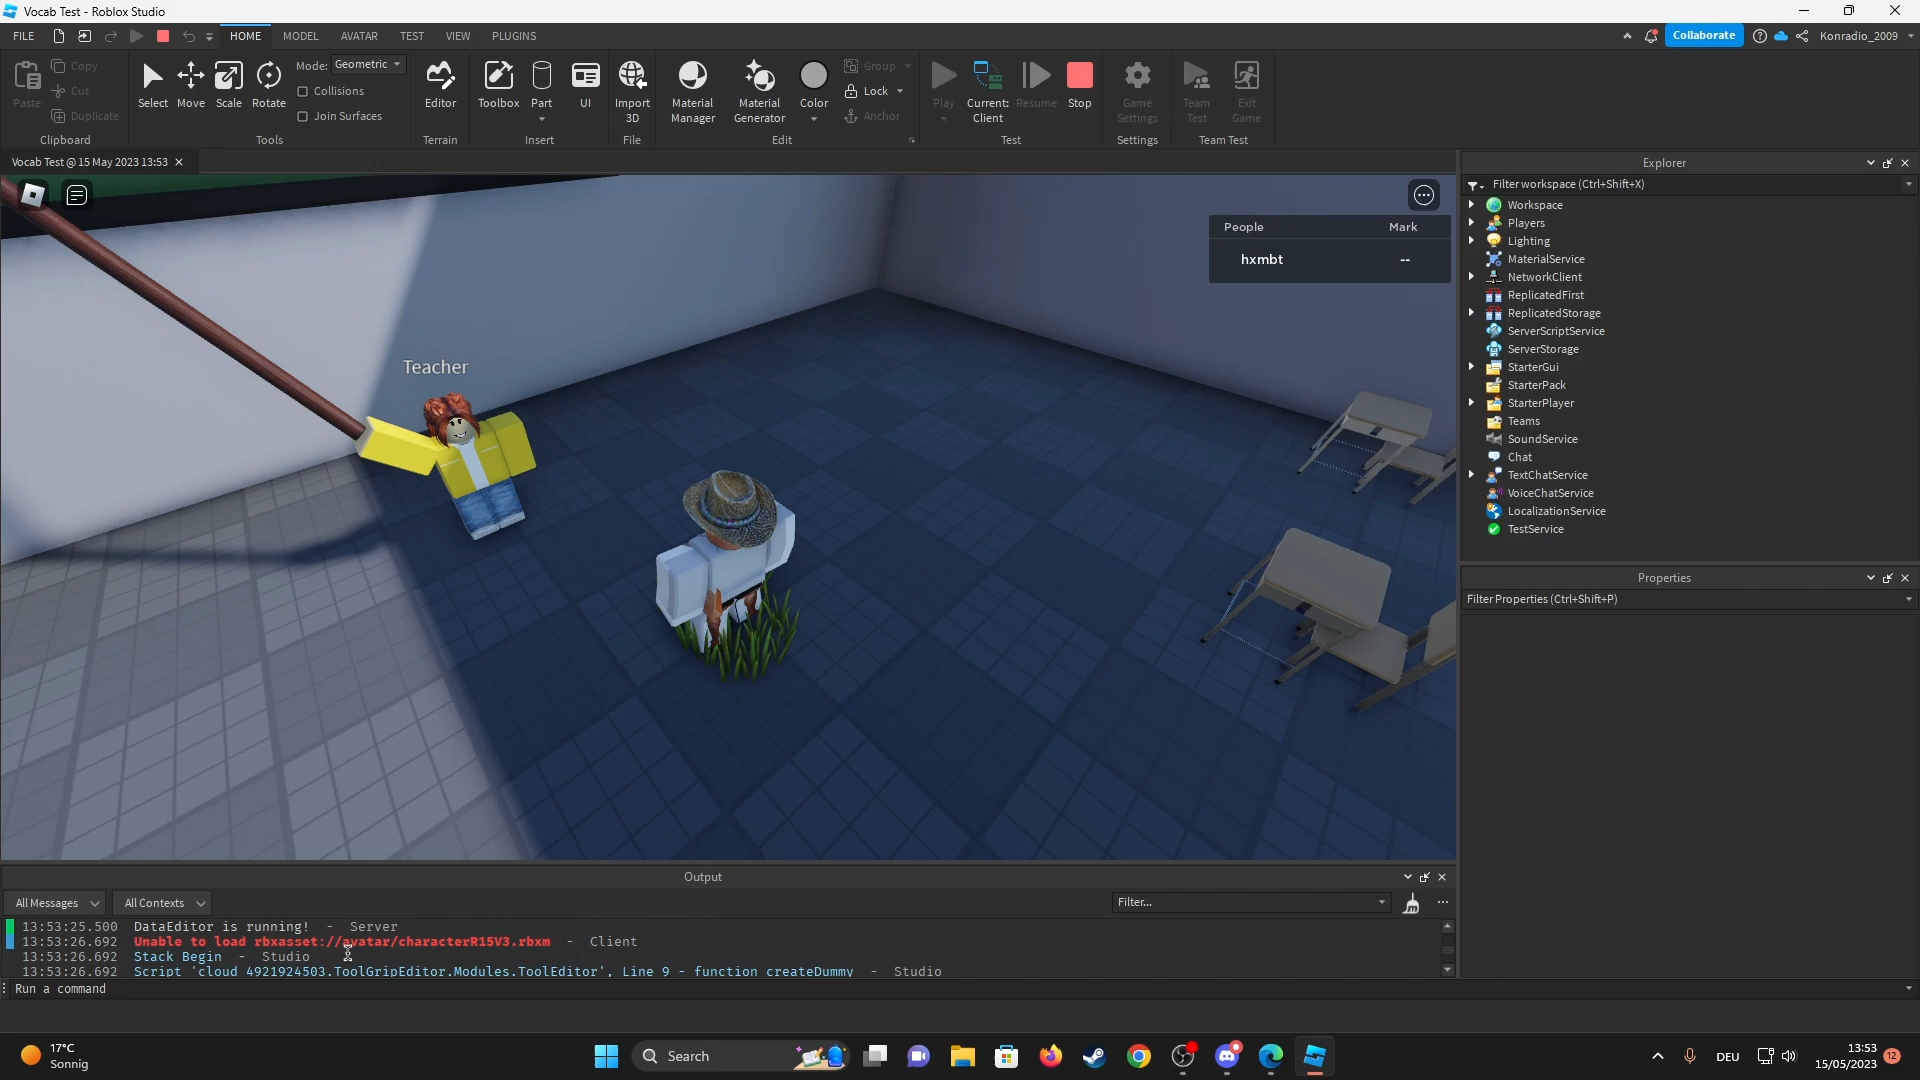 Vocab Test - Roblox Studio
FILE HOME MODEL AVATAR TEST VIEW PLUGINS Collaborate Konradio_2009
Paste Copy Cut Duplicate Clipboard
Select Move Scale Rotate Mode: Geometric Collisions Join Surfaces Tools
Editor Terrain
Toolbox Part UI Insert
Import 3D File
Material Manager Material Generator Color Group Lock Anchor Edit
Play Current: Client Resume Stop Test
Game Settings Settings
Team Test Exit Game Team Test
Vocab Test @ 15 May 2023 13:53
People Mark
hxmbt --
Teacher
Explorer
Filter workspace (Ctrl+Shift+X)
Workspace
Players
Lighting
MaterialService
NetworkClient
ReplicatedFirst
ReplicatedStorage
ServerScriptService
ServerStorage
StarterGui
StarterPack
StarterPlayer
Teams
SoundService
Chat
TextChatService
VoiceChatService
LocalizationService
TestService
Properties
Filter Properties (Ctrl+Shift+P)
Output
All Messages All Contexts Filter...
13:53:25.500 DataEditor is running! - Server
13:53:26.692 Unable to load rbxasset://avatar/characterR15V3.rbxm - Client
13:53:26.692 Stack Begin - Studio
13:53:26.692 Script 'cloud_4921924503.ToolGripEditor.Modules.ToolEditor', Line 9 - function createDummy - Studio
Run a command
17°C
Sonnig
Search
DEU
13:53
15/05/2023
12